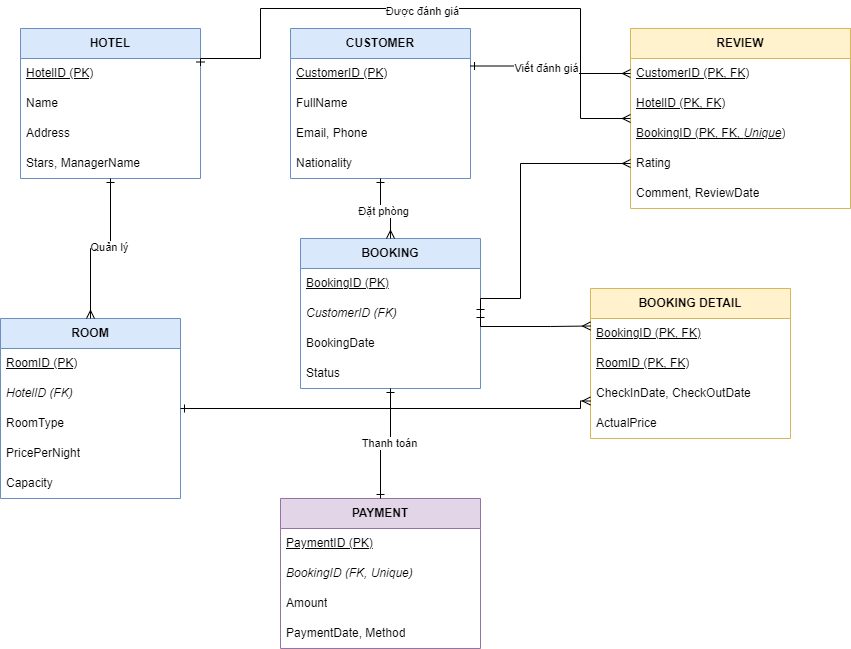 Được đánh giá
HOTEL
HotelID (PK)
Name
Address
Stars, ManagerName
CUSTOMER
CustomerID (PK)
FullName
Email, Phone
Nationality
Viết đánh giá
REVIEW
CustomerID (PK, FK)
HotelID (PK, FK)
BookingID (PK, FK, Unique)
Rating
Comment, ReviewDate
Quản lý
Đặt phòng
BOOKING
BookingID (PK)
CustomerID (FK)
BookingDate
Status
BOOKING DETAIL
BookingID (PK, FK)
RoomID (PK, FK)
CheckInDate, CheckOutDate
ActualPrice
ROOM
RoomID (PK)
HotelID (FK)
RoomType
PricePerNight
Capacity
Thanh toán
PAYMENT
PaymentID (PK)
BookingID (FK, Unique)
Amount
PaymentDate, Method